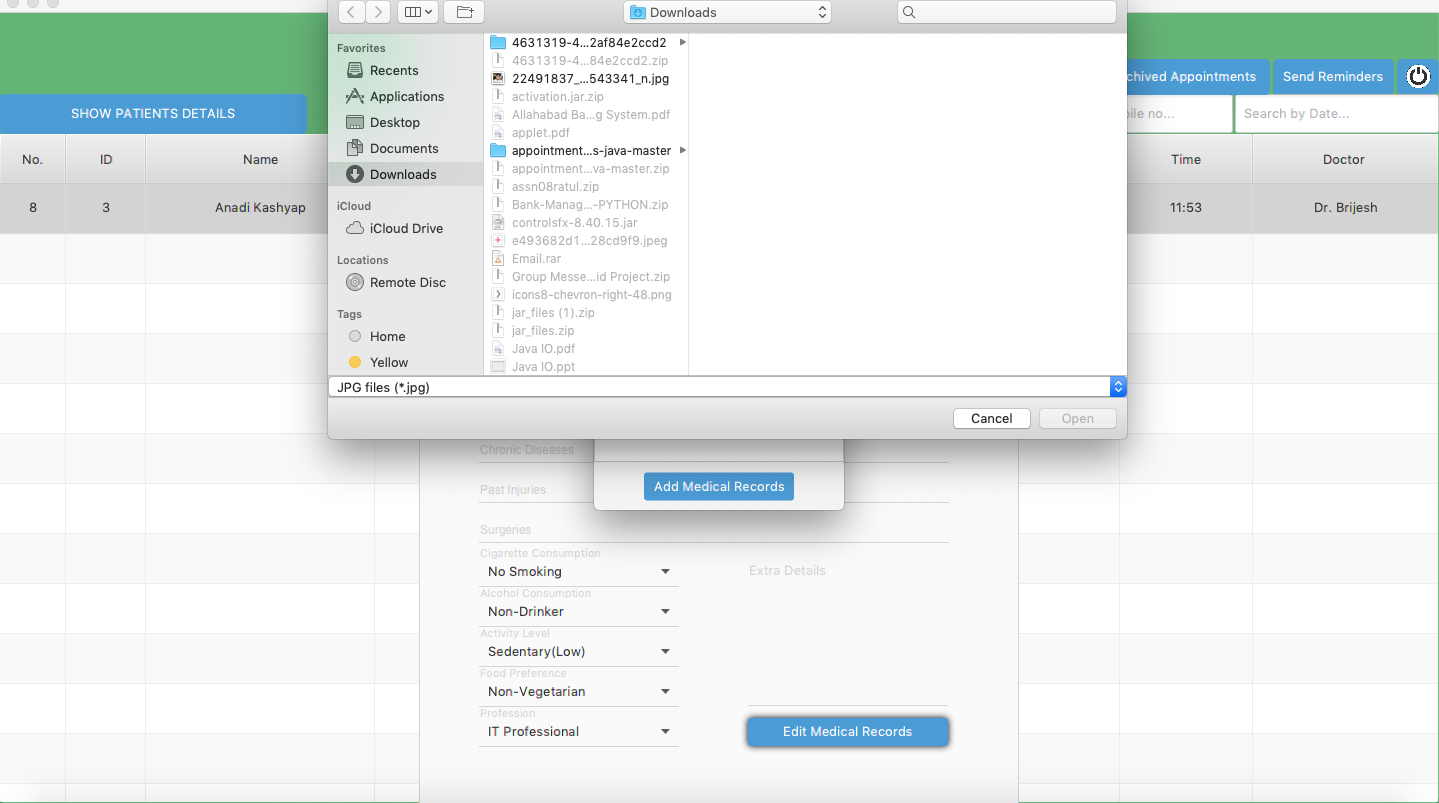 Downloads
Favorites
Recents
Applications
Desktop
Documents
Downloads
iCloud
iCloud Drive
Locations
Remote Disc
Tags
Home
Yellow
4631319-4...2af84e2ccd2
4631319-4...84e2ccd2.zip
22491837_...543341_n.jpg
activation.jar.zip
Allahabad Ba...g System.pdf
applet.pdf
appointment...s-java-master
appointment...va-master.zip
assn08ratul.zip
Bank-Manag...-PYTHON.zip
controlsfx-8.40.15.jar
e493682d1...28cd9f9.jpeg
Email.rar
Group Messe...id Project.zip
icons8-chevron-right-48.png
jar_files (1).zip
jar_files.zip
Java IO.pdf
Java IO.ppt
JPG files (*.jpg)
Cancel Open
chived Appointments Send Reminders
SHOW PATIENTS DETAILS
ile no... Search by Date...
No. ID Name Time Doctor
8 3 Anadi Kashyap 11:53 Dr. Brijesh
Chronic Diseases
Add Medical Records
Past Injuries
Surgeries
Cigarette Consumption
No Smoking
Extra Details
Alcohol Consumption
Non-Drinker
Activity Level
Sedentary(Low)
Food Preference
Non-Vegetarian
Profession
IT Professional
Edit Medical Records